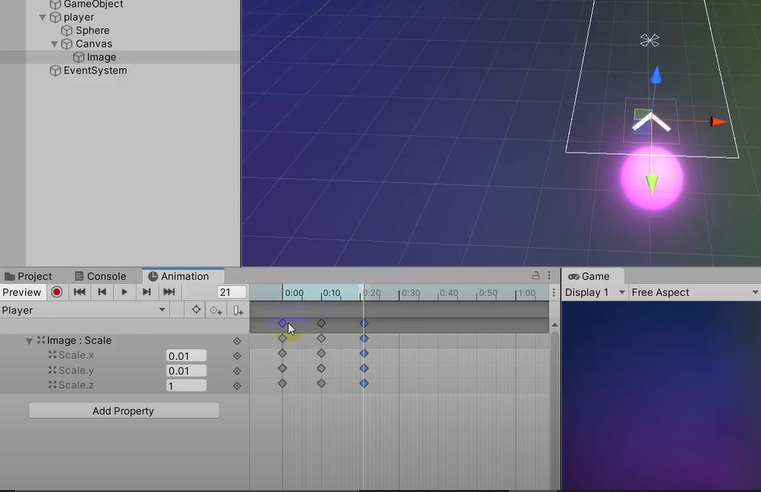 GameObject
player
Sphere
Canvas
Image
EventSystem
Project
Console
Animation
Game
Preview
21
0:00
0:10
0:20
0:30
0:40
0:50
1:00
Display 1
Free Aspect
Player
Image : Scale
Scale.x
0.01
Scale.y
0.01
Scale.z
1
Add Property